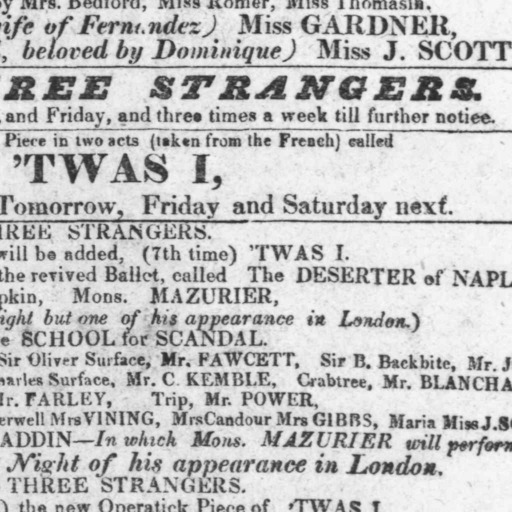 by Mrs. Bedford, Miss Romer, Miss Thomasin,
ife of Fernandez) Miss GARDNER,
, beloved by Dominique) Miss J. SCOTT
REE STRANGERS.
, and Friday, and three times a week till further notiee.
Piece in two acts (taken from the French) called
'TWAS I,
Tomorrow, Friday and Saturday next.
HREE STRANGERS.
will be added, (7th time) 'TWAS I.
the revived Ballet, called The DESERTER of NAPL
pkin, Mons. MAZURIER,
ight but one of his appearance in London.)
e SCHOOL for SCANDAL.
Sir Oliver Surface, Mr. FAWCETT, Sir B. Backbite, Mr. J
harles Surface, Mr. C. KEMBLE, Crabtree, Mr. BLANCHA
Mr. FARLEY, Trip, Mr. POWER,
erwell Mrs VINING, Mrs Candour Mrs GIBBS, Maria Miss J.S
ADDIN—In which Mons. MAZURIER will perform
Night of his appearance in London.
THREE STRANGERS.
) the new Operatick Piece of 'TWAS I